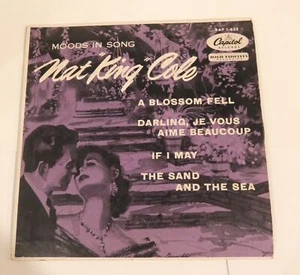 MOODS IN SONG
Capitol
RECORDS
Nat "King" Cole
A BLOSSOM FELL
DARLING, JE VOUS
AIME BEAUCOUP
IF I MAY
THE SAND
AND THE SEA